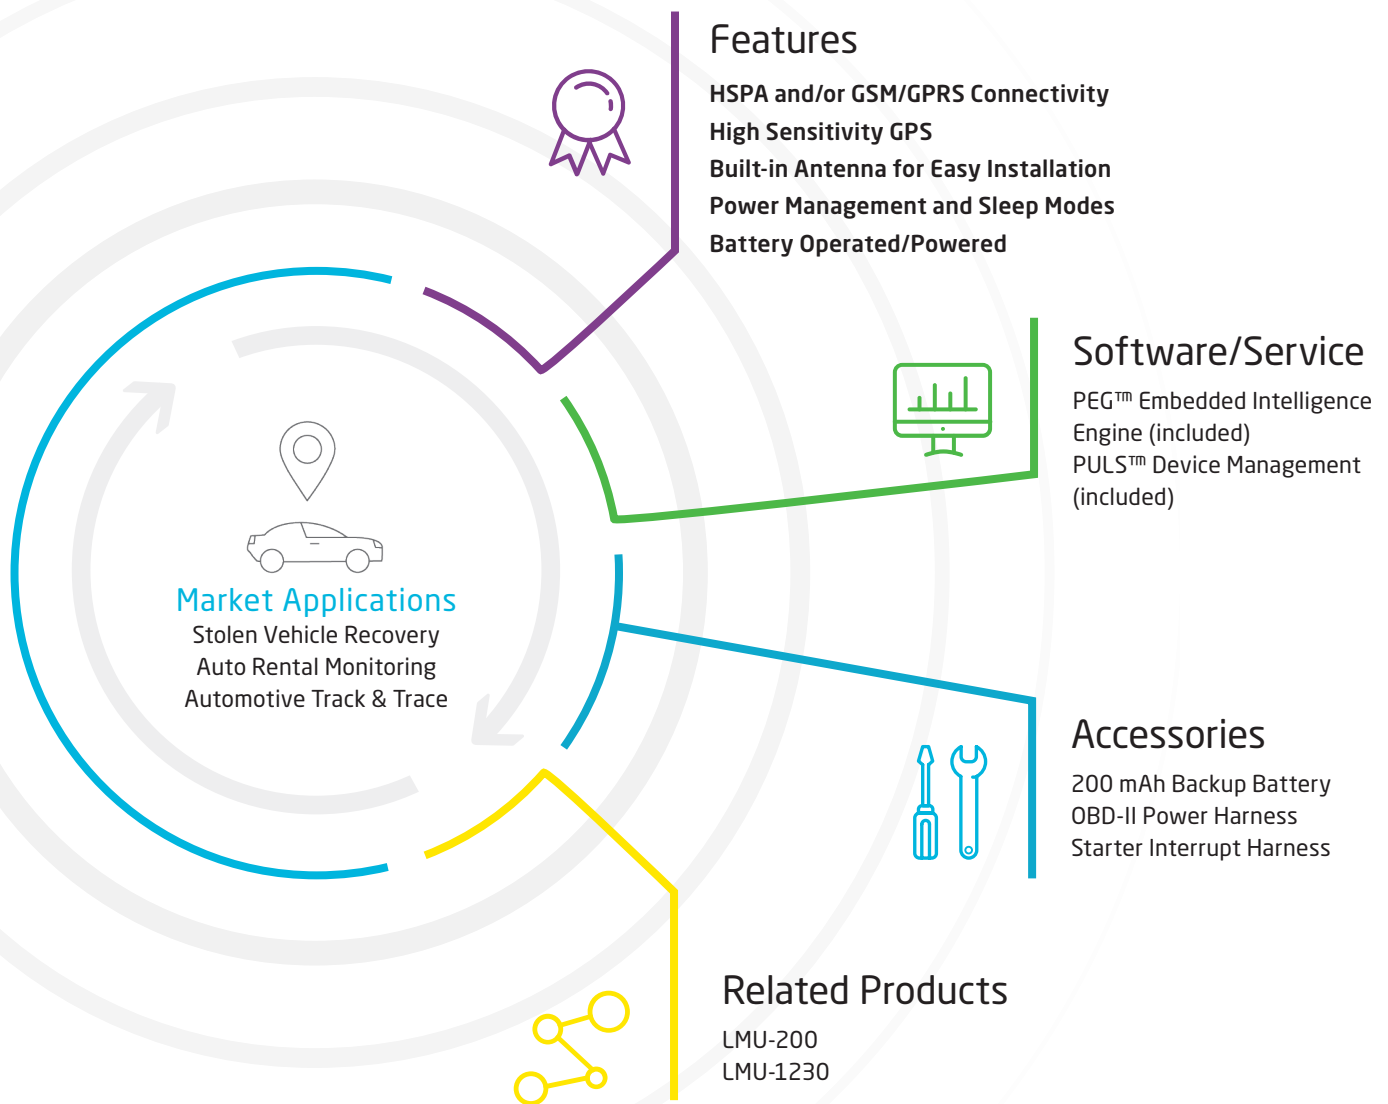 Features
HSPA and/or GSM/GPRS Connectivity
High Sensitivity GPS
Built-in Antenna for Easy Installation
Power Management and Sleep Modes
Battery Operated/Powered
Software/Service
PEG™ Embedded Intelligence
Engine (included)
PULS™ Device Management
(included)
Market Applications
Stolen Vehicle Recovery
Auto Rental Monitoring
Automotive Track & Trace
Accessories
200 mAh Backup Battery
OBD-II Power Harness
Starter Interrupt Harness
Related Products
LMU-200
LMU-1230